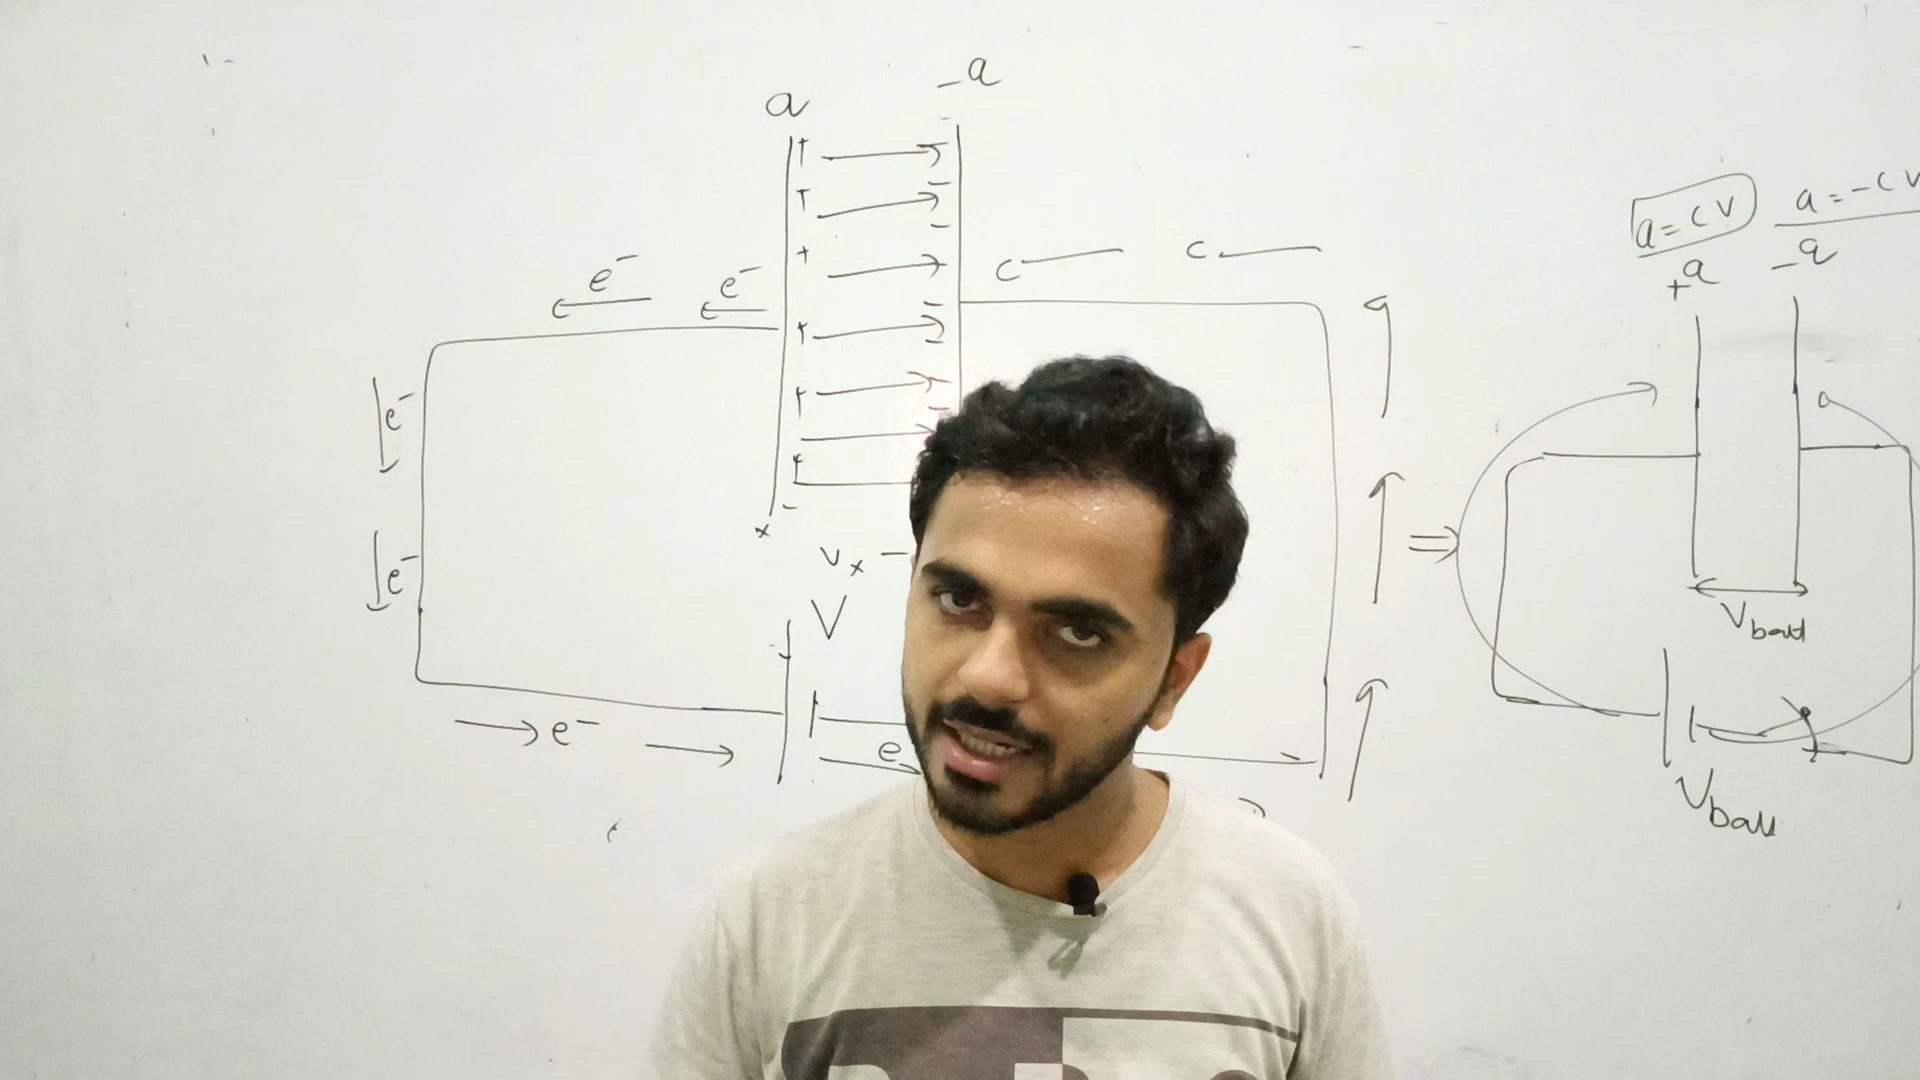 a
-a
e⁻
e⁻
e⁻
e⁻
e⁻
e
x
Vx
V
a = CV
a = -CV
+a
-a
Vbatt
Vbatt